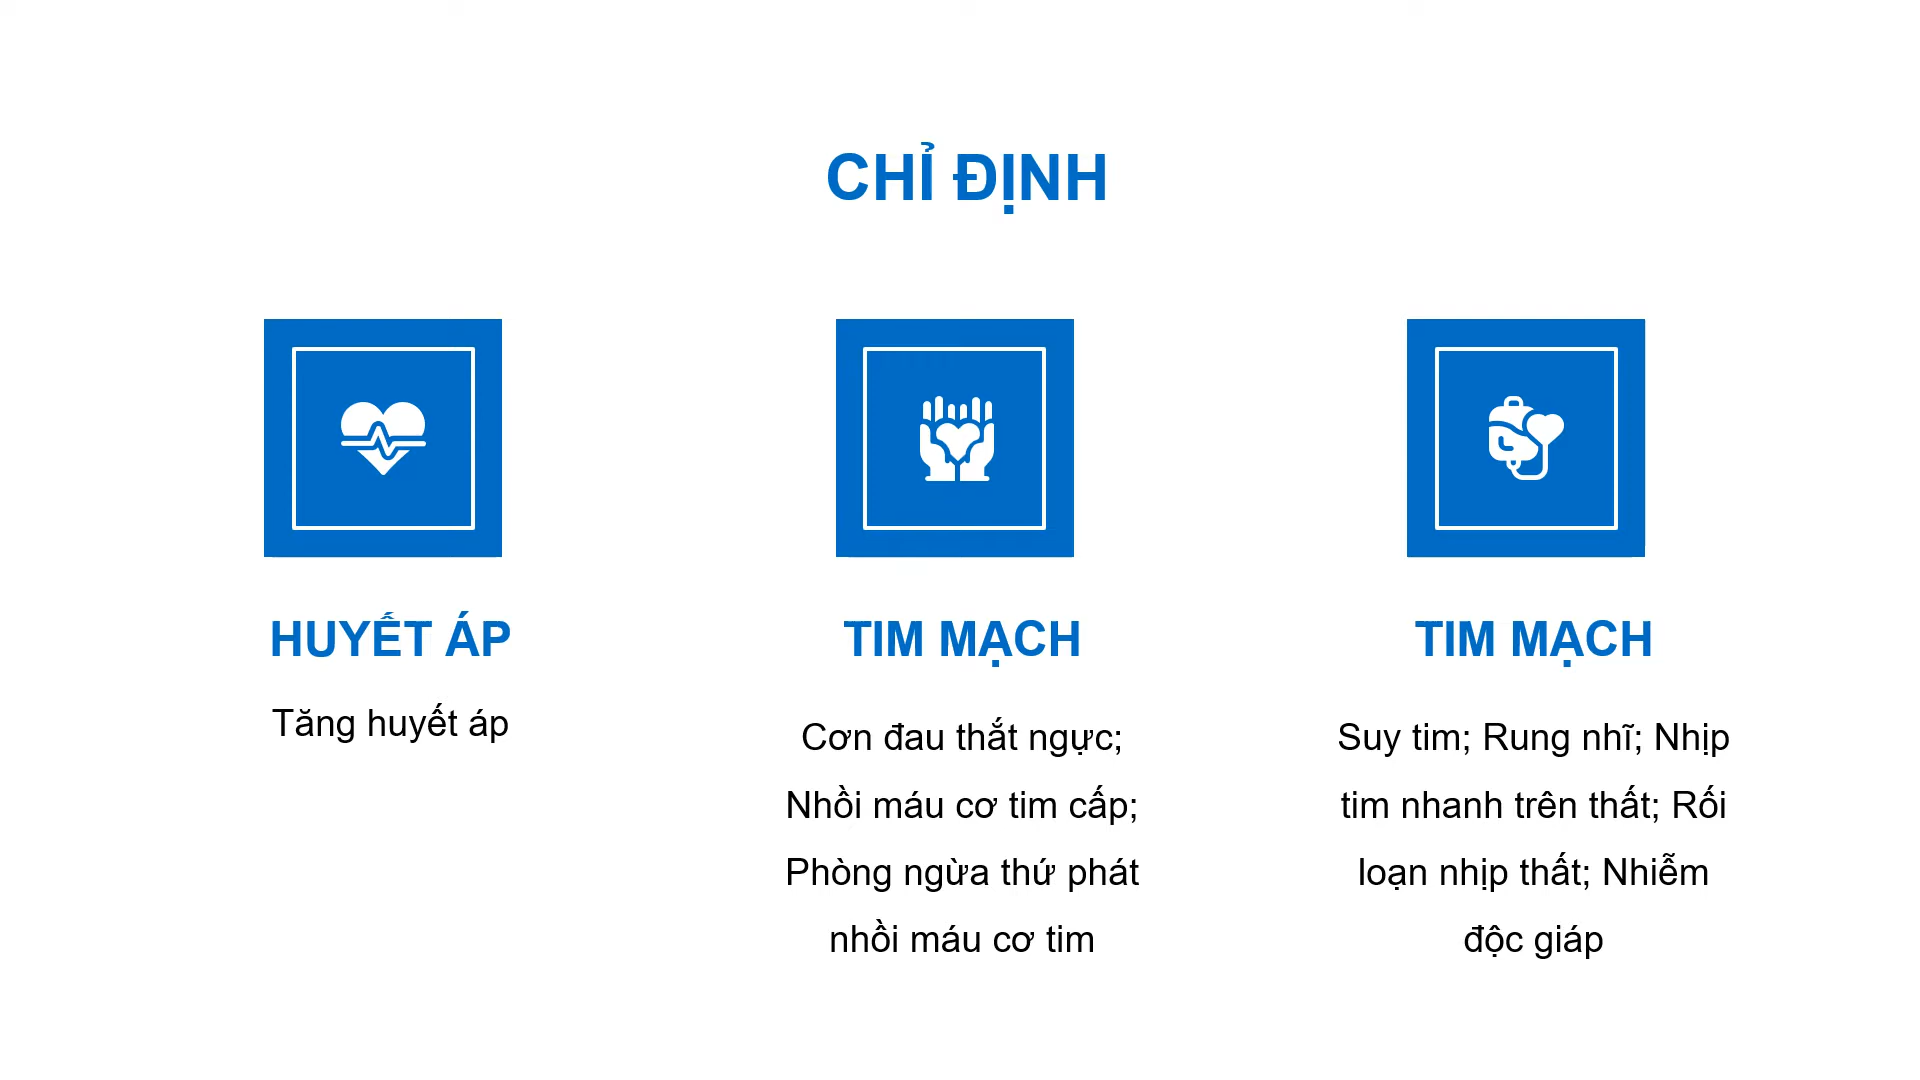 CHỈ ĐỊNH
HUYẾT ÁP
Tăng huyết áp
TIM MẠCH
Cơn đau thắt ngực;
Nhồi máu cơ tim cấp;
Phòng ngừa thứ phát
nhồi máu cơ tim
TIM MẠCH
Suy tim; Rung nhĩ; Nhịp
tim nhanh trên thất; Rối
loạn nhịp thất; Nhiễm
độc giáp